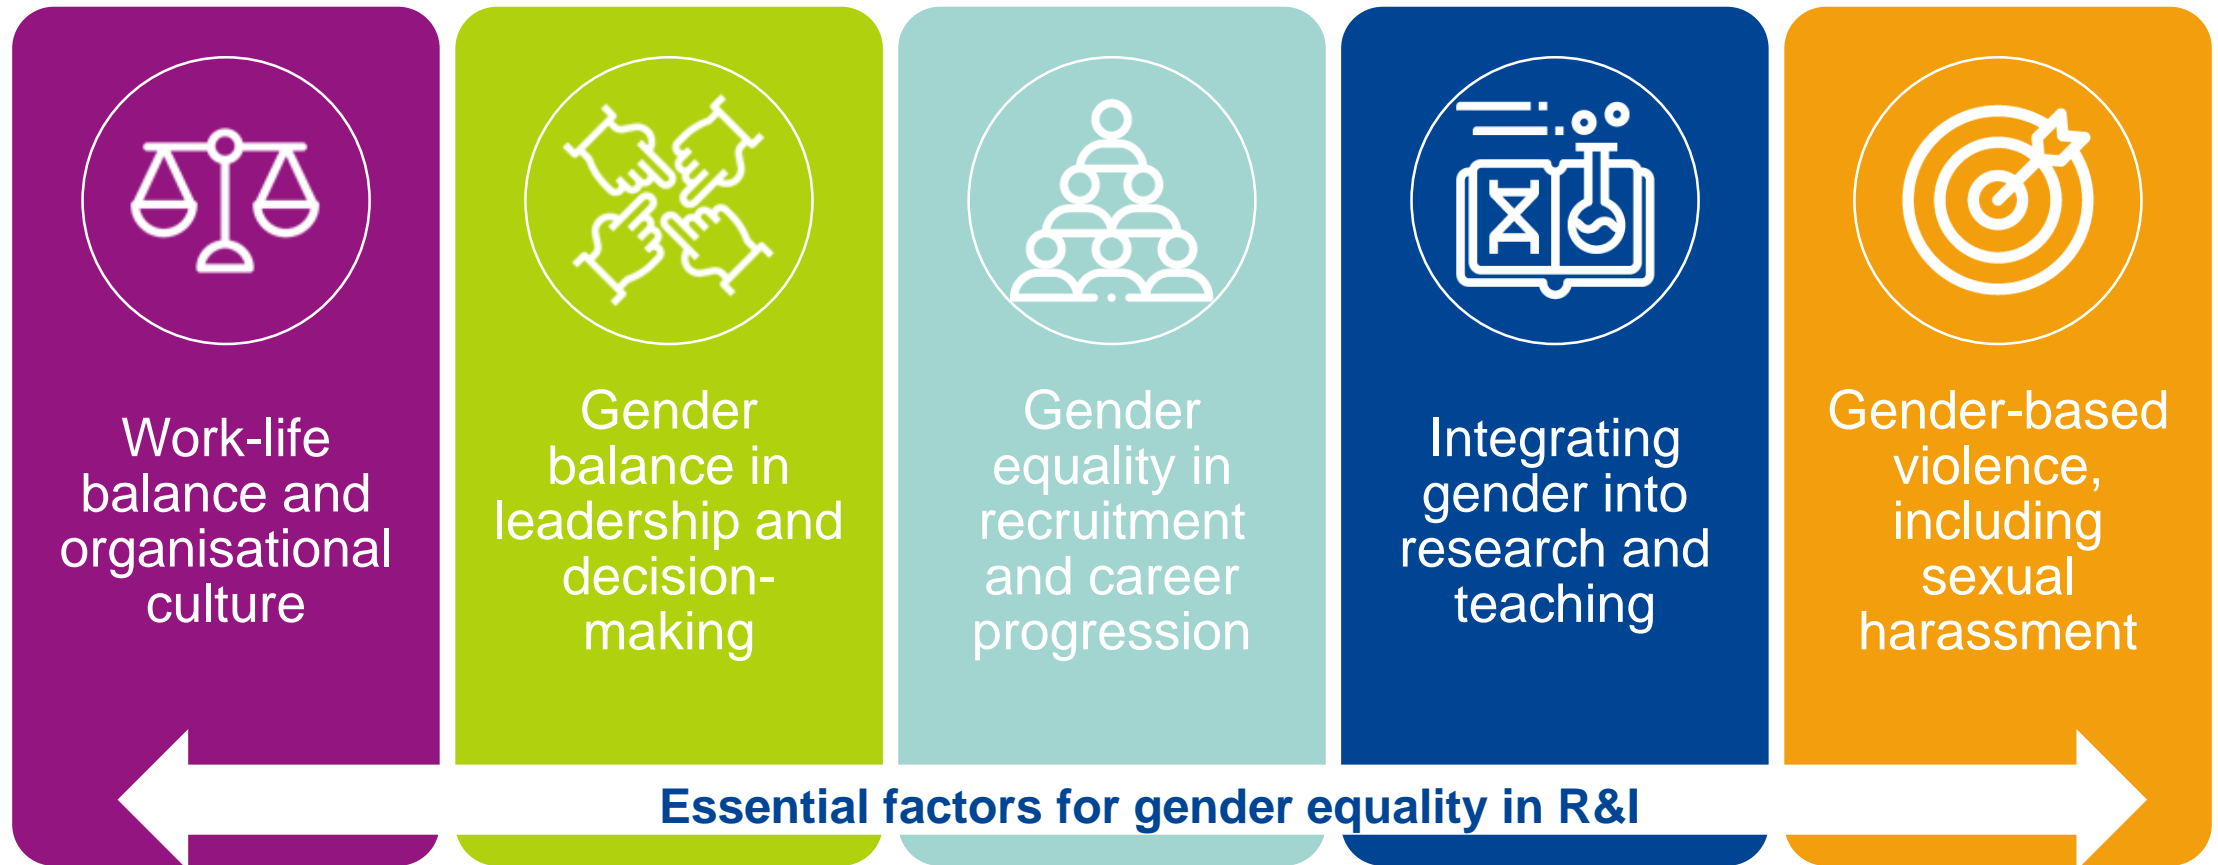 Work-life
balance and
organisational
culture
Gender
balance in
leadership and
decision-
making
Gender
equality in
recruitment
and career
progression
Integrating
gender into
research and
teaching
Gender-based
violence,
including
sexual
harassment
Essential factors for gender equality in R&I